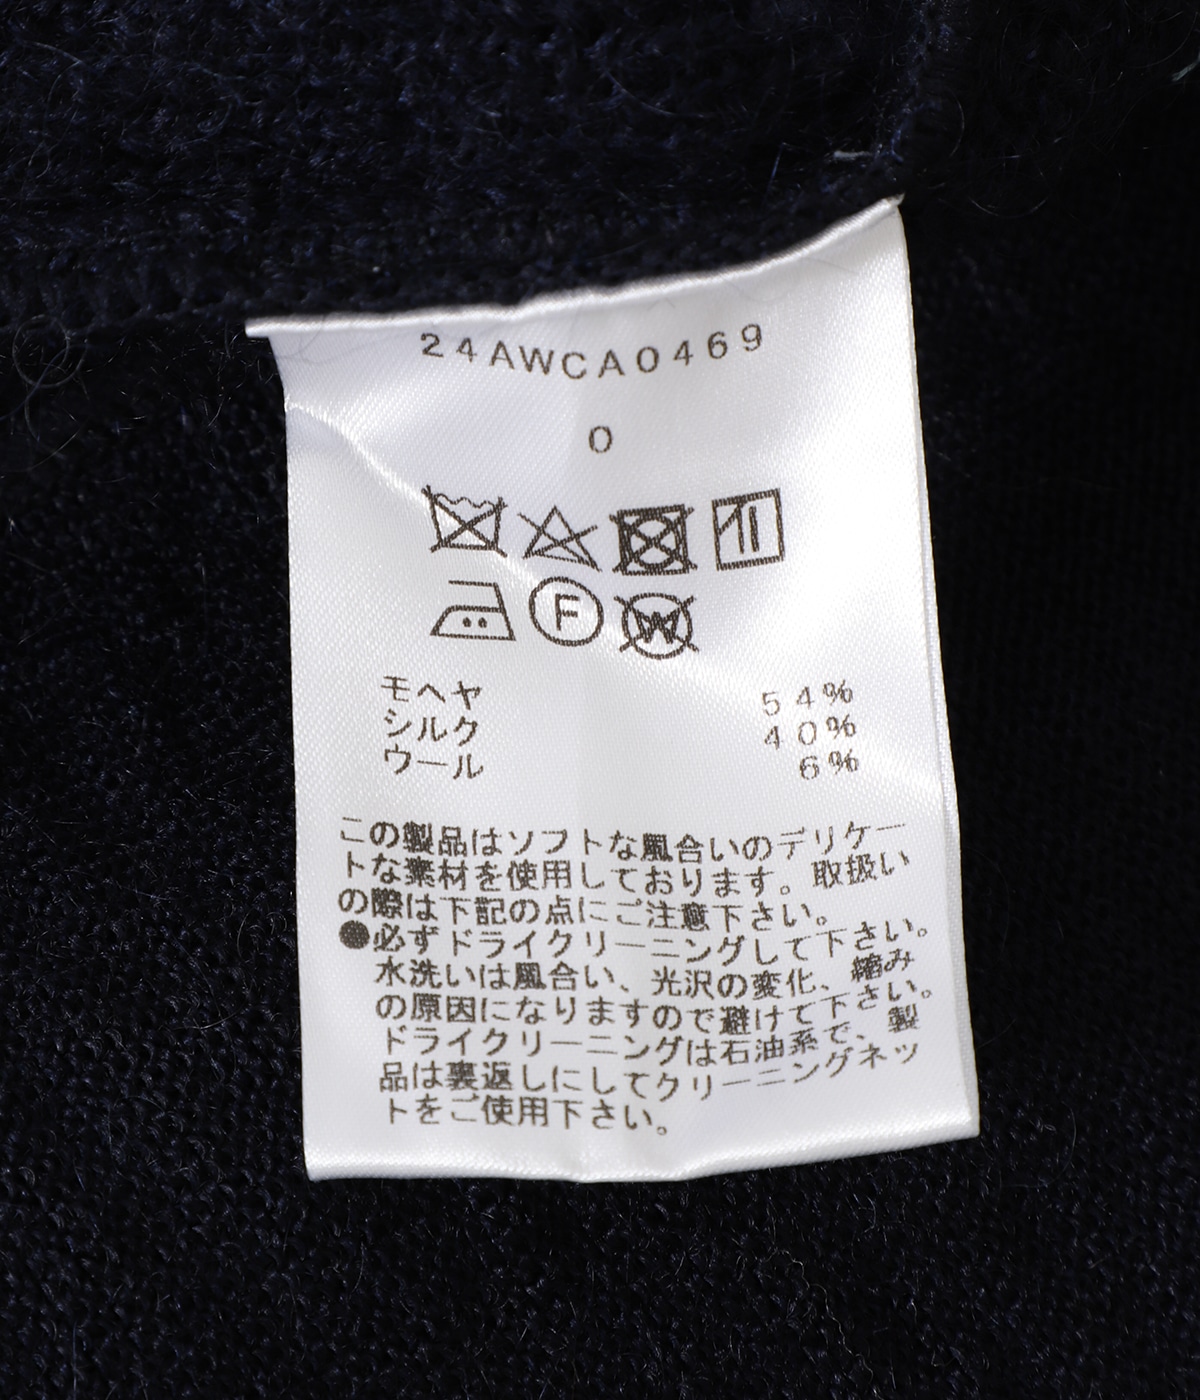 24AWCA0469
0
F
W
モヘヤ 54%
シルク 40%
ウール 6%
この製品はソフトな風合いのデリケー
トな素材を使用しております。取扱い
の際は下記の点にご注意下さい。
●必ずドライクリーニングして下さい。
水洗いは風合い、光沢の変化、縮み
の原因になりますので避けて下さい。
ドライクリーニングは石油系で、製
品は裏返しにしてクリーニングネッ
トをご使用下さい。